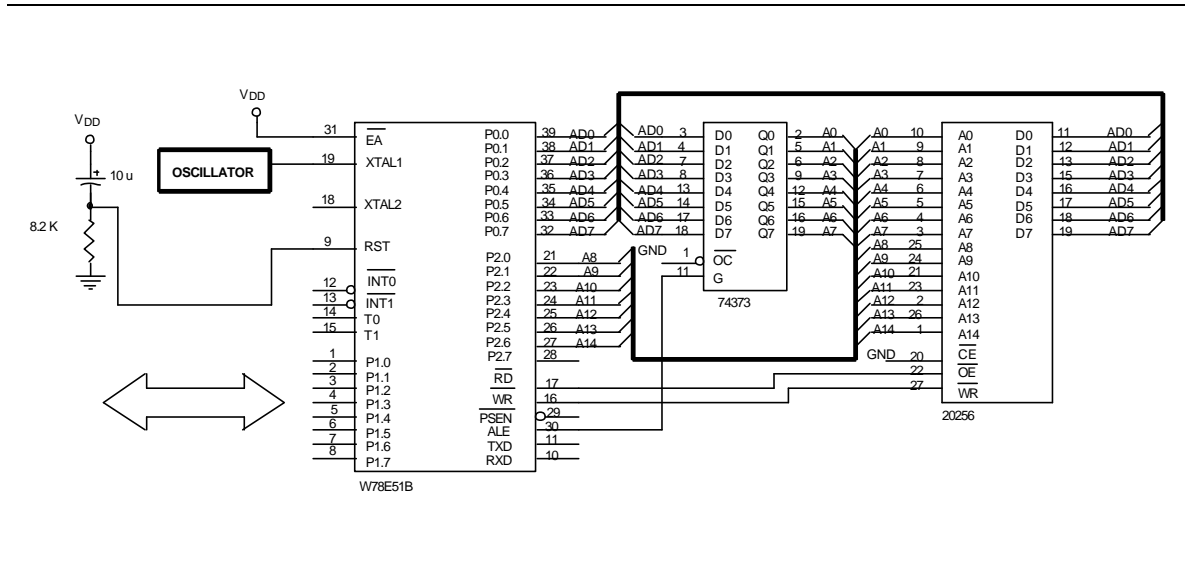 VDD
VDD
10 u
8.2 K
OSCILLATOR
31 EA
19 XTAL1
18 XTAL2
9 RST
12 INT0
13 INT1
14 T0
15 T1
1 P1.0
2 P1.1
3 P1.2
4 P1.3
5 P1.4
6 P1.5
7 P1.6
8 P1.7
P0.0 39 AD0
P0.1 38 AD1
P0.2 37 AD2
P0.3 36 AD3
P0.4 35 AD4
P0.5 34 AD5
P0.6 33 AD6
P0.7 32 AD7
P2.0 21 A8
P2.1 22 A9
P2.2 23 A10
P2.3 24 A11
P2.4 25 A12
P2.5 26 A13
P2.6 27 A14
P2.7 28
RD 17
WR 16
PSEN 29
ALE 30
TXD 11
RXD 10
W78E51B
AD0 3 D0 Q0 2 A0
AD1 4 D1 Q1 5 A1
AD2 7 D2 Q2 6 A2
AD3 8 D3 Q3 9 A3
AD4 13 D4 Q4 12 A4
AD5 14 D5 Q5 15 A5
AD6 17 D6 Q6 16 A6
AD7 18 D7 Q7 19 A7
GND 1 OC
11 G
74373
A0 10 A0 D0 11 AD0
A1 9 A1 D1 12 AD1
A2 8 A2 D2 13 AD2
A3 7 A3 D3 15 AD3
A4 6 A4 D4 16 AD4
A5 5 A5 D5 17 AD5
A6 4 A6 D6 18 AD6
A7 3 A7 D7 19 AD7
A8 25 A8
A9 24 A9
A10 21 A10
A11 23 A11
A12 2 A12
A13 26 A13
A14 1 A14
GND 20 CE
22 OE
27 WR
20256